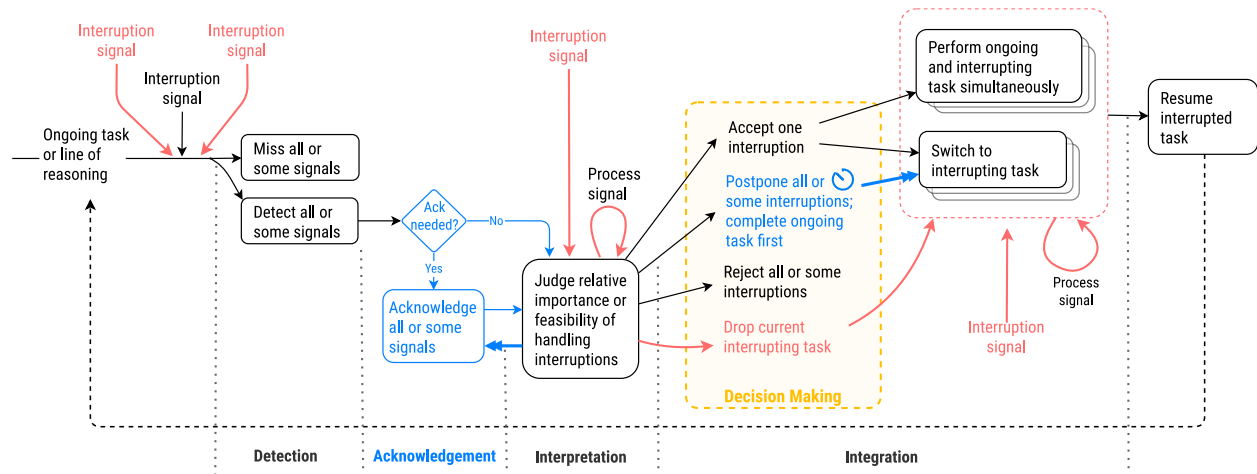 Interruption
signal
Interruption
signal
Interruption
signal
Ongoing task
or line of
reasoning
Miss all or
some signals
Detect all or
some signals
Ack
needed?
No
Yes
Acknowledge
all or some
signals
Interruption
signal
Process
signal
Judge relative
importance or
feasibility of
handling
interruptions
Accept one
interruption
Postpone all or
some interruptions;
complete ongoing
task first
Reject all or some
interruptions
Drop current
interrupting task
Decision Making
Perform ongoing
and interrupting
task simultaneously
Switch to
interrupting task
Process
signal
Interruption
signal
Resume
interrupted
task
Detection
Acknowledgement
Interpretation
Integration